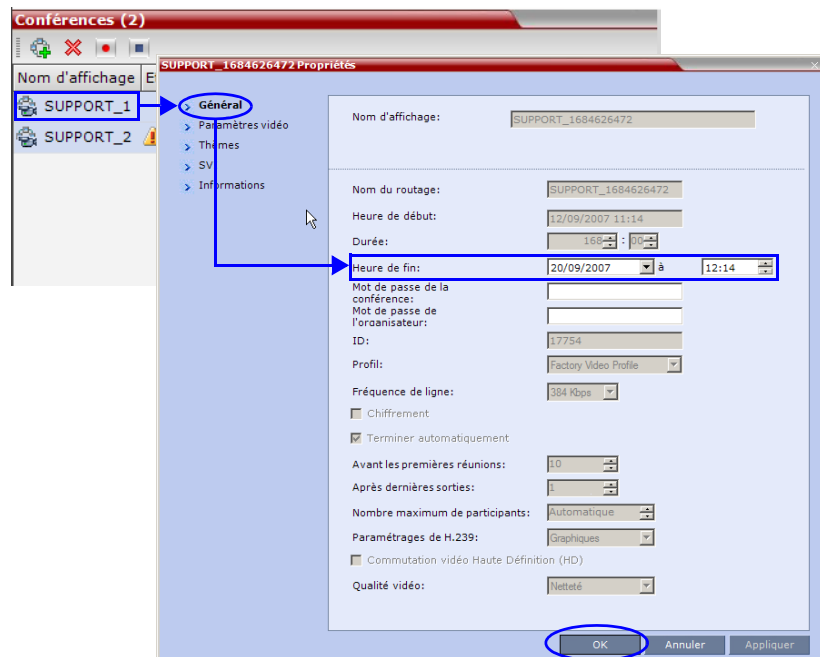 Conférences (2)
Nom d'affichage
SUPPORT_1
SUPPORT_2
SUPPORT_1684626472 Propriétés
Général
Paramètres vidéo
Thèmes
SV
Informations
Nom d'affichage: SUPPORT_1684626472
Nom du routage: SUPPORT_1684626472
Heure de début: 12/09/2007 11:14
Durée: 168 : 00
Heure de fin: 20/09/2007 à 12:14
Mot de passe de la
conférence:
Mot de passe de
l'organisateur:
ID: 17754
Profil: Factory Video Profile
Fréquence de ligne: 384 Kbps
Chiffrement
Terminer automatiquement
Avant les premières réunions: 10
Après dernières sorties: 1
Nombre maximum de participants: Automatique
Paramétrages de H.239: Graphiques
Commutation vidéo Haute Définition (HD)
Qualité vidéo: Netteté
OK Annuler Appliquer